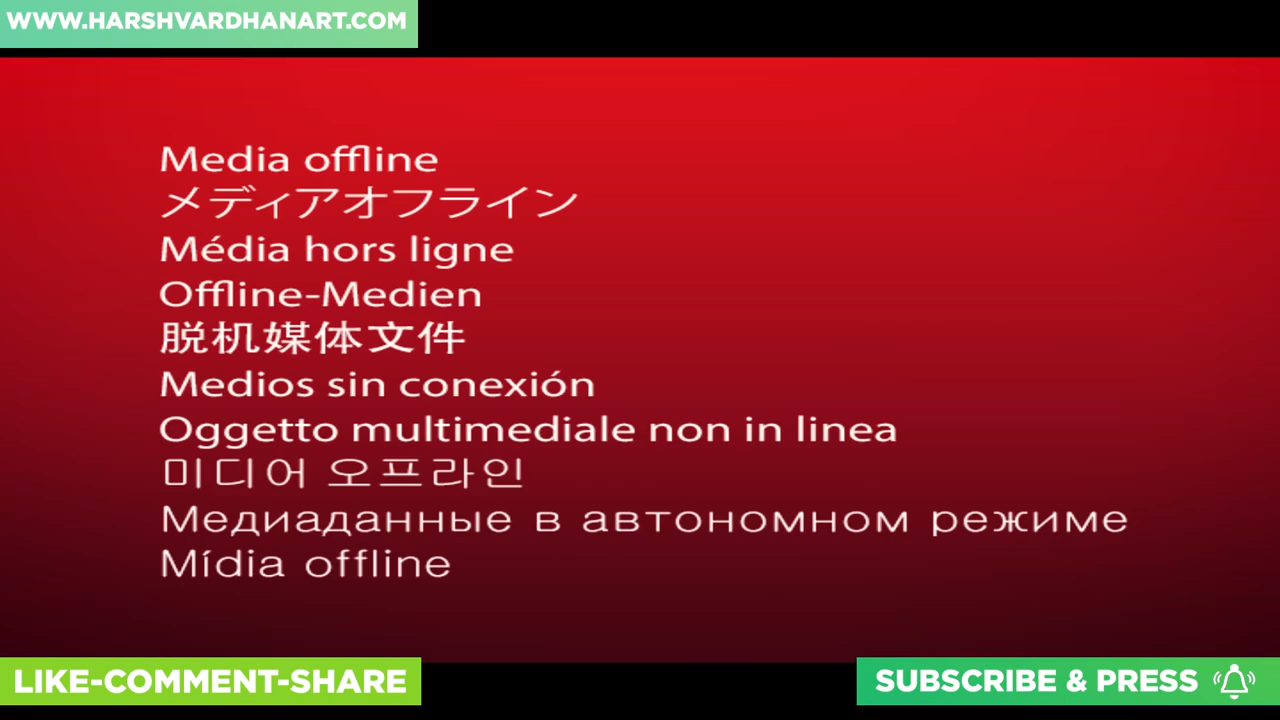 WWW.HARSHVARDHANART.COM
Media offline
メディアオフライン
Média hors ligne
Offline-Medien
脱机媒体文件
Medios sin conexión
Oggetto multimediale non in linea
미디어 오프라인
Медиаданные в автономном режиме
Mídia offline
LIKE-COMMENT-SHARE
SUBSCRIBE & PRESS